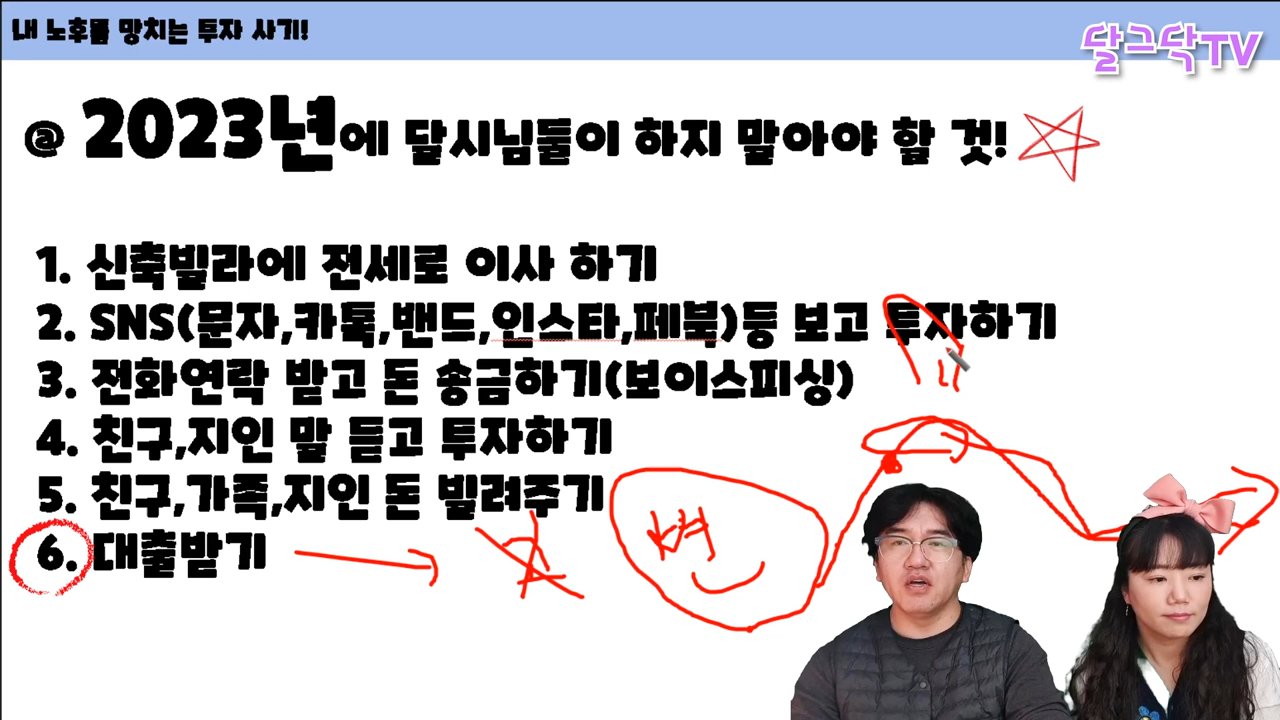 내 노후를 망치는 투자 사기!
달그닥TV
@ 2023년에 닾시님둘이 하지 말아야 할 것!
1. 신축빌라에 전세로 이사 하기
2. SNS(문자,카톡,밴드,인스타,페북)등 보고 투자하기
3. 전화연락 받고 돈 송금하기(보이스피싱)
4. 친구,지인 말 듣고 투자하기
5. 친구,가족,지인 돈 빌려주기
6. 대출받기